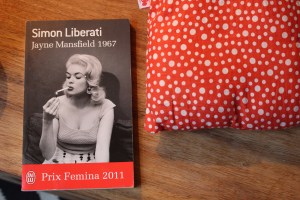 Simon Liberati
Jayne Mansfield 1967
Prix Femina 2011